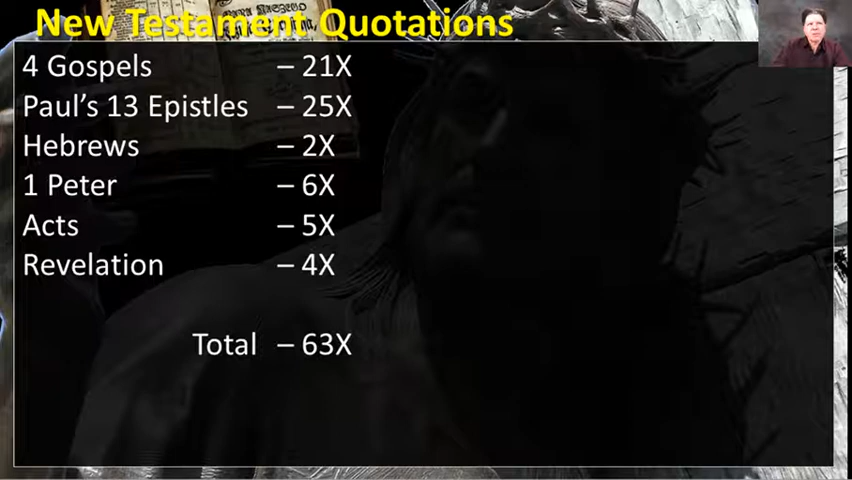 New Testament Quotations
4 Gospels – 21X
Paul's 13 Epistles – 25X
Hebrews – 2X
1 Peter – 6X
Acts – 5X
Revelation – 4X
Total – 63X